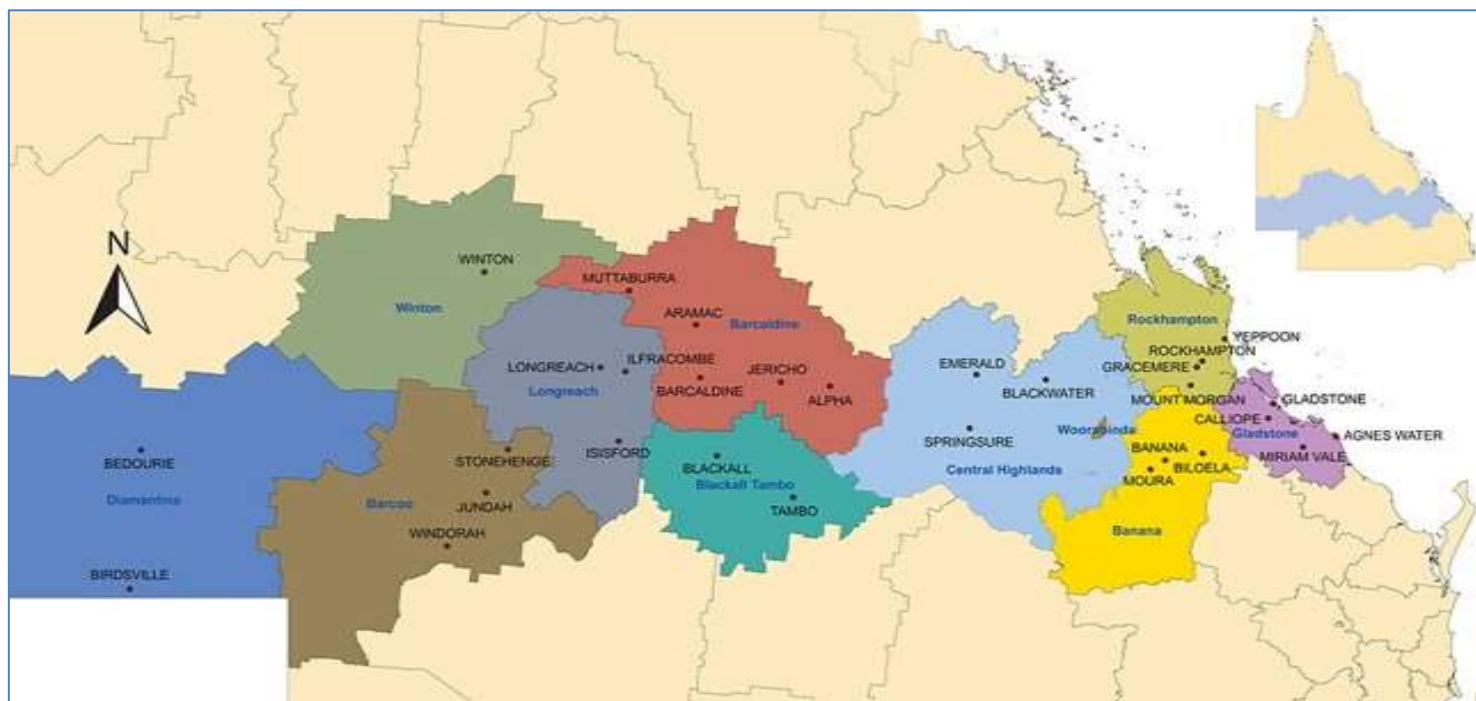 N
WINTON
Winton
MUTTABURRA
ARAMAC
Barcaldine
LONGREACH
ILFRACOMBE
Longreach
BARCALDINE
JERICHO
ALPHA
Rockhampton
YEPPOON
ROCKHAMPTON
GRACEMERE
EMERALD
BLACKWATER
MOUNT MORGAN
GLADSTONE
CALLIOPE
Gladstone
AGNES WATER
MIRIAM VALE
SPRINGSURE
Woorabinda
Central Highlands
BANANA
BILOELA
MOURA
Banana
BEDOURIE
Diamantina
STONEHENGE
ISISFORD
BLACKALL
Blackall Tambo
TAMBO
Barcoo
JUNDAH
WINDORAH
BIRDSVILLE